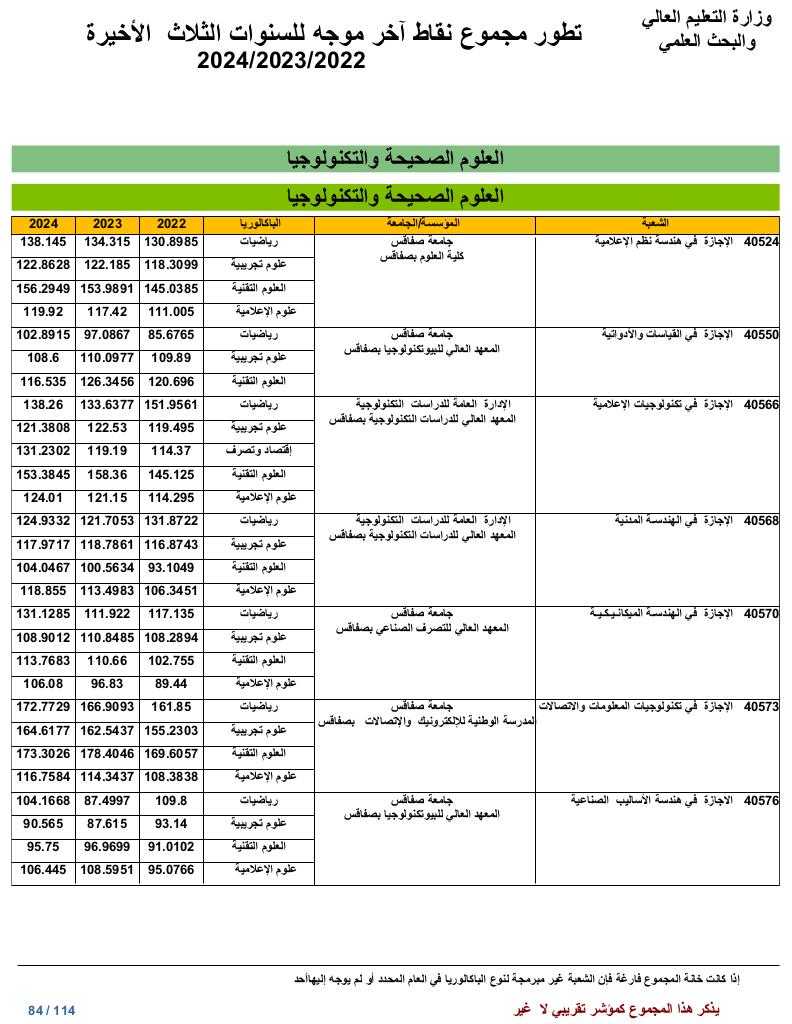 وزارة التعليم العالي
والبحث العلمي
تطور مجموع نقاط آخر موجه للسنوات الثلاث الأخيرة
2024/2023/2022
العلوم الصحيحة والتكنولوجيا
العلوم الصحيحة والتكنولوجيا
الشعبة المؤسسة/الجامعة الباكالوريا 2022 2023 2024
40524 الإجازة في هندسة نظم الإعلامية جامعة صفاقس رياضيات 130.8985 134.315 138.145
كلية العلوم بصفاقس علوم تجريبية 118.3099 122.185 122.8628
العلوم التقنية 145.0385 153.9891 156.2949
علوم الإعلامية 111.005 117.42 119.92
40550 الإجازة في القياسات والأدواتية جامعة صفاقس رياضيات 85.6765 97.0867 102.8915
المعهد العالي للبيوتكنولوجيا بصفاقس علوم تجريبية 109.89 110.0977 108.6
العلوم التقنية 120.696 126.3456 116.535
40566 الإجازة في تكنولوجيات الإعلامية الإدارة العامة للدراسات التكنولوجية رياضيات 151.9561 133.6377 138.26
المعهد العالي للدراسات التكنولوجية بصفاقس علوم تجريبية 119.495 122.53 121.3808
إقتصاد وتصرف 114.37 119.19 131.2302
العلوم التقنية 145.125 158.36 153.3845
علوم الإعلامية 114.295 121.15 124.01
40568 الإجازة في الهندسة المدنية الإدارة العامة للدراسات التكنولوجية رياضيات 131.8722 121.7053 124.9332
المعهد العالي للدراسات التكنولوجية بصفاقس علوم تجريبية 116.8743 118.7861 117.9717
العلوم التقنية 93.1049 100.5634 104.0467
علوم الإعلامية 106.3451 113.4983 118.855
40570 الإجازة في الهندسة الميكانيكية جامعة صفاقس رياضيات 117.135 111.922 131.1285
المعهد العالي للتصرف الصناعي بصفاقس علوم تجريبية 108.2894 110.8485 108.9012
العلوم التقنية 102.755 110.66 113.7683
علوم الإعلامية 89.44 96.83 106.08
40573 الإجازة في تكنولوجيات المعلومات والاتصالات جامعة صفاقس رياضيات 161.85 166.9093 172.7729
لمدرسة الوطنية للإلكترونيك والإتصالات بصفاقس علوم تجريبية 155.2303 162.5437 164.6177
العلوم التقنية 169.6057 178.4046 173.3026
علوم الإعلامية 108.3838 114.3437 116.7584
40576 الاجازة في هندسة الأساليب الصناعية جامعة صفاقس رياضيات 109.8 87.4997 104.1668
المعهد العالي للبيوتكنولوجيا بصفاقس علوم تجريبية 93.14 87.615 90.565
العلوم التقنية 91.0102 96.9699 95.75
علوم الإعلامية 95.0766 108.5951 106.445
إذا كانت خانة المجموع فارغة فإن الشعبة غير مبرمجة لنوع الباكالوريا في العام المحدد أو لم يوجه إليهاأحد
يذكر هذا المجموع كمؤشر تقريبي لا غير
84 / 114